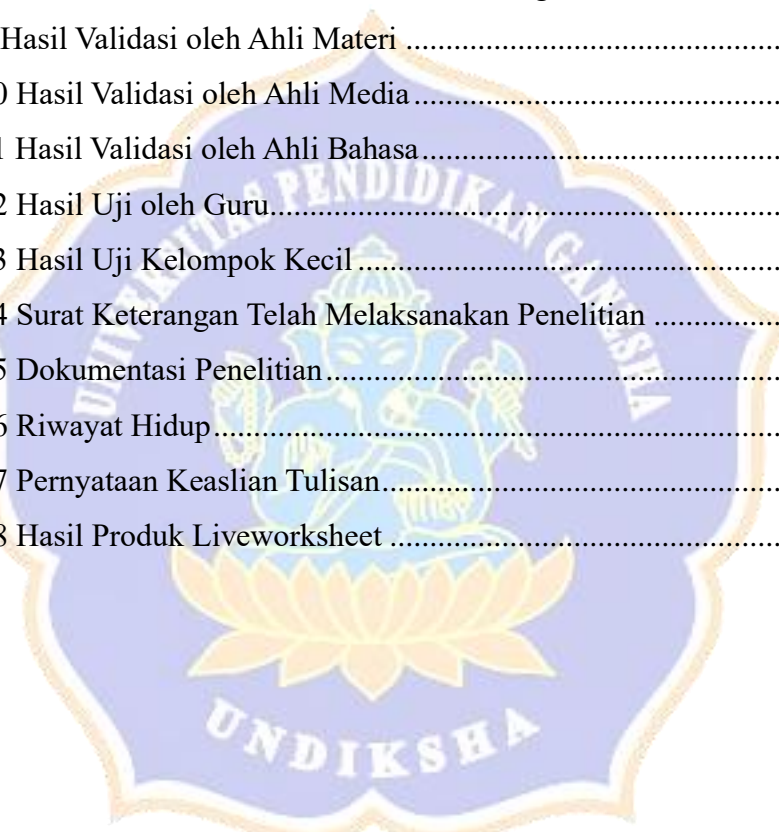 Hasil Validasi oleh Ahli Materi ................................................
0 Hasil Validasi oleh Ahli Media ...............................................
1 Hasil Validasi oleh Ahli Bahasa ..............................................
2 Hasil Uji oleh Guru ................................................................
3 Hasil Uji Kelompok Kecil .......................................................
4 Surat Keterangan Telah Melaksanakan Penelitian ................
5 Dokumentasi Penelitian ..........................................................
6 Riwayat Hidup .........................................................................
7 Pernyataan Keaslian Tulisan ..................................................
8 Hasil Produk Liveworksheet ..................................................
UNIVERSITAS PENDIDIKAN GANESHA
UNDIKSHA